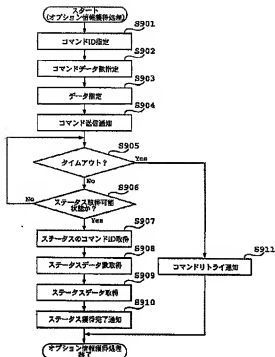 スタート
(オプション情報獲得処理)
S901
コマンドID指定
S902
コマンドデータ数指定
S903
データ指定
S904
コマンド送信通知
S905
タイムアウト?
Yes
No
S906
ステータス取得可能
状態か?
No
Yes
S907
ステータスのコマンドID取得
S908
ステータスデータ数取得
S909
ステータスデータ取得
S910
ステータス獲得完了通知
S911
コマンドリトライ通知
オプション情報獲得処理
終了